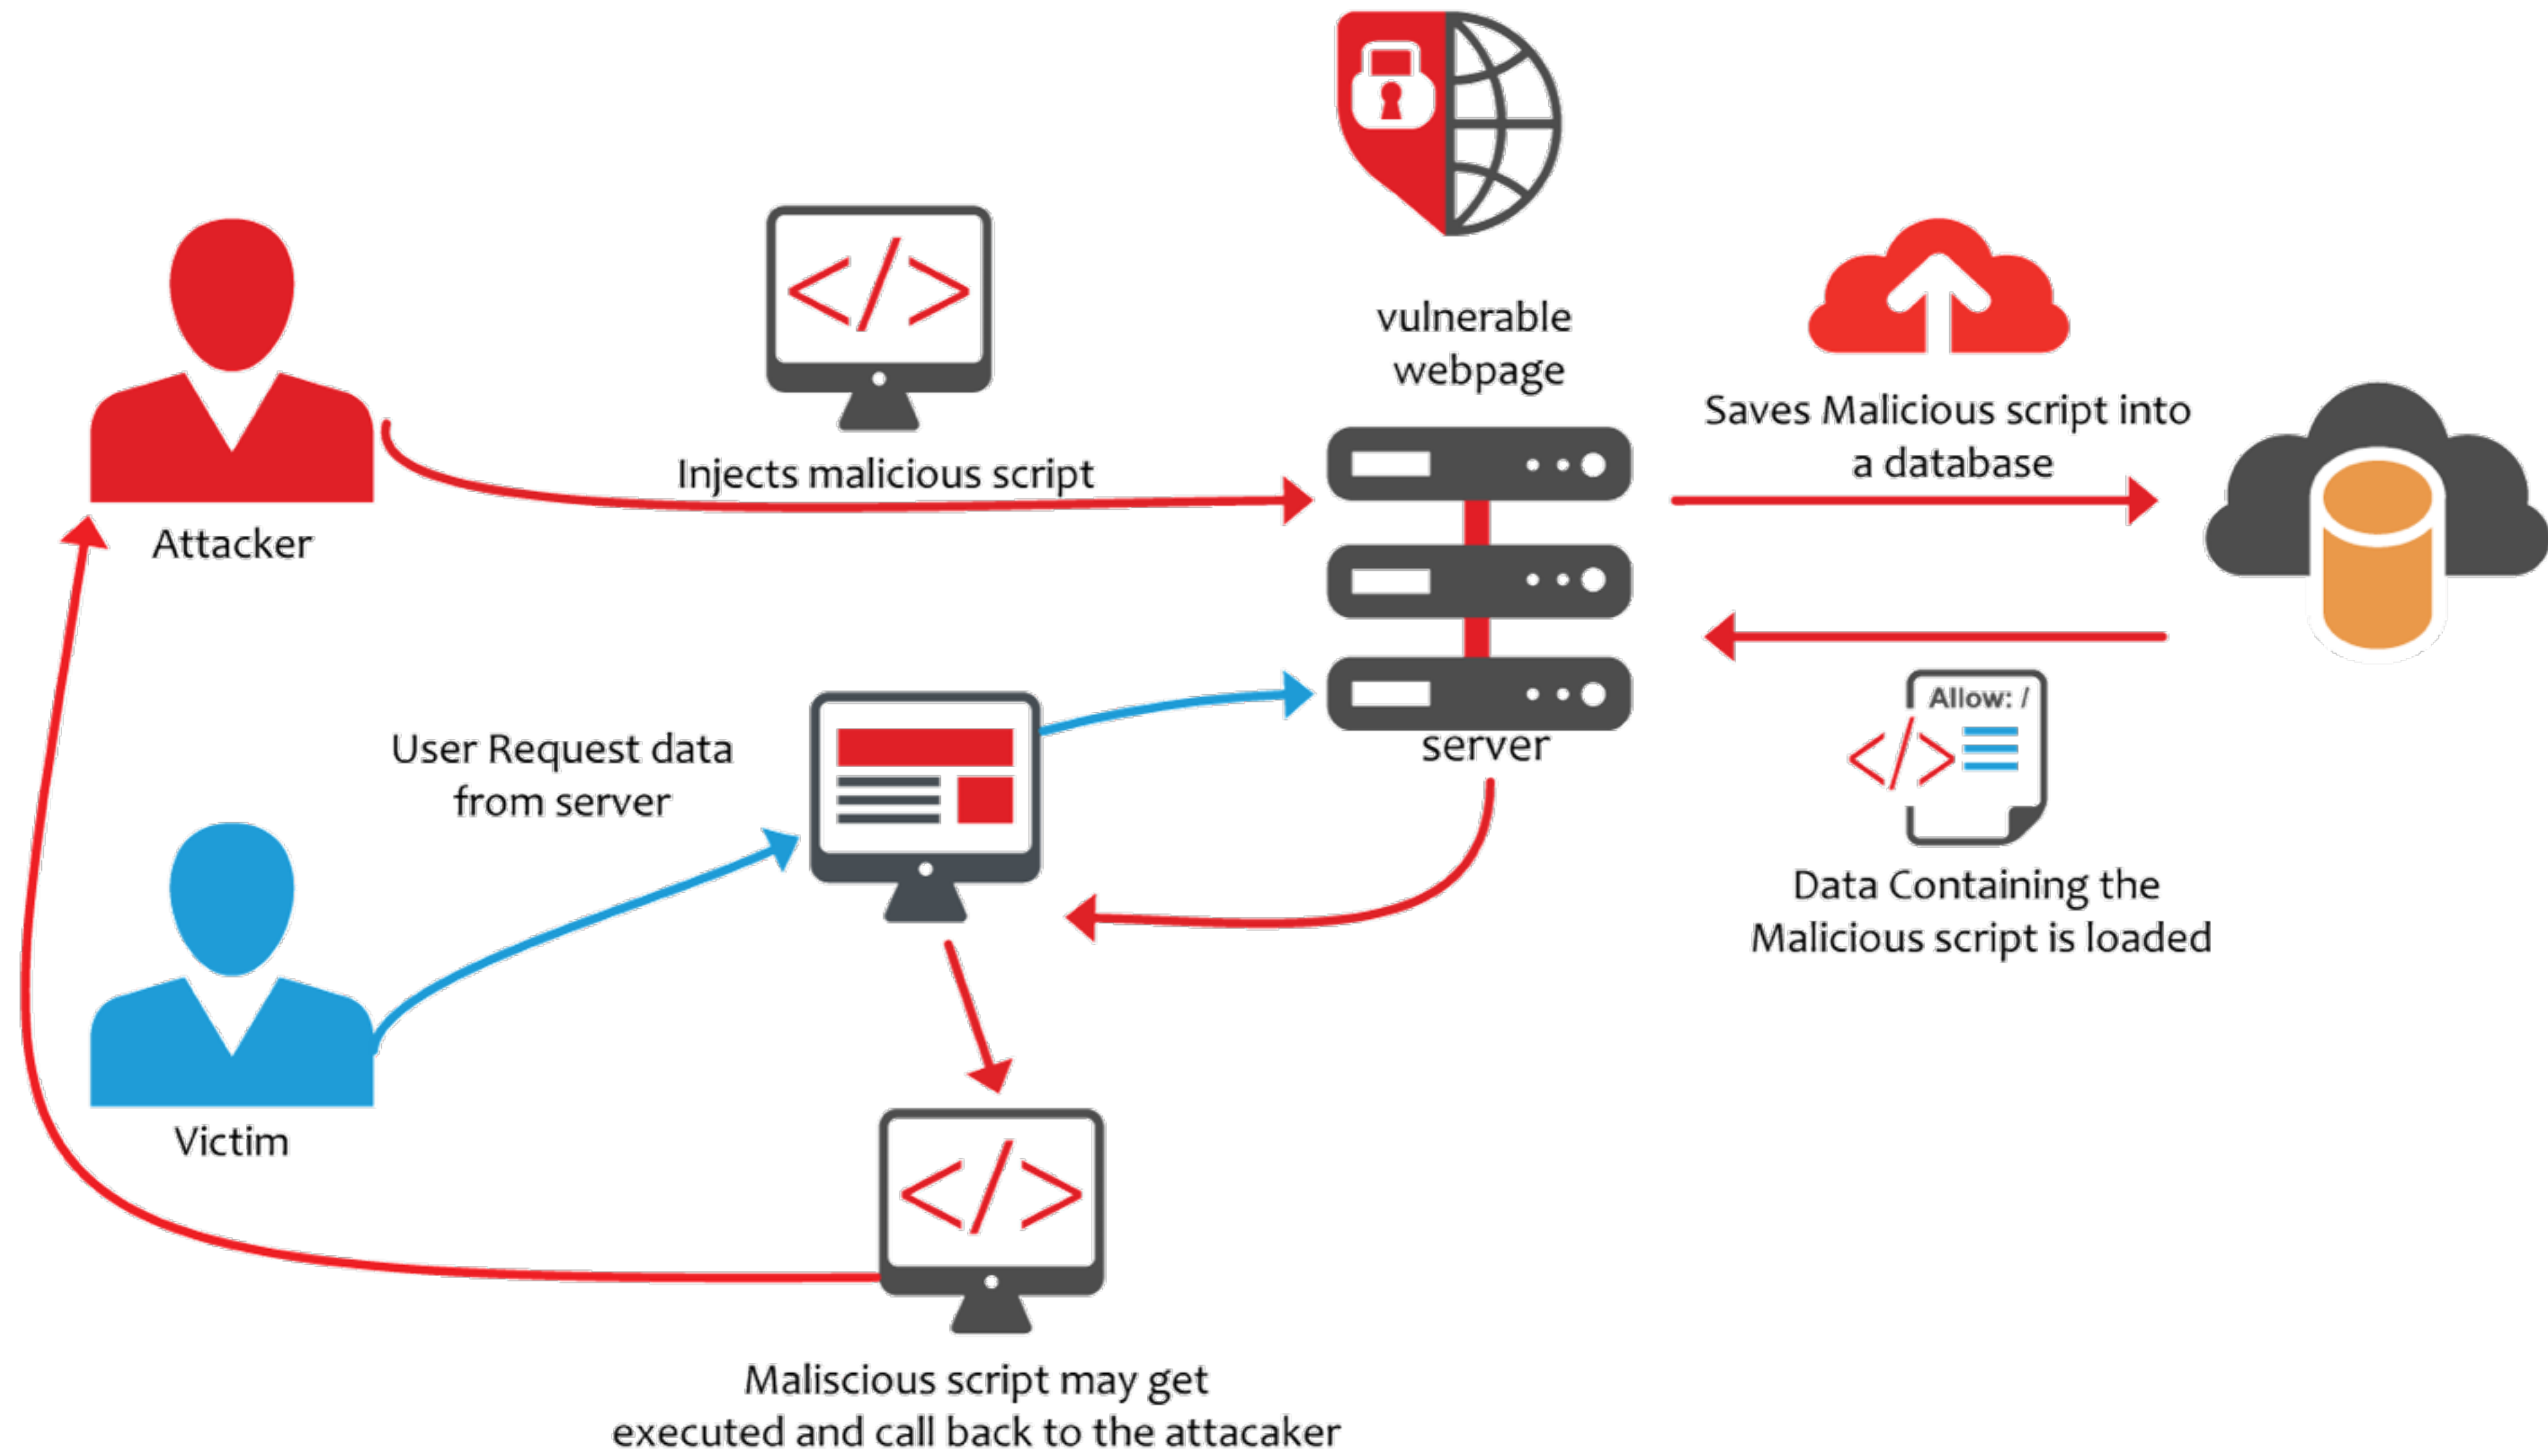 vulnerable
webpage
Saves Malicious script into
a database
Injects malicious script
Attacker
server
Allow: /
User Request data
from server
Data Containing the
Malicious script is loaded
Victim
Maliscious script may get
executed and call back to the attacaker